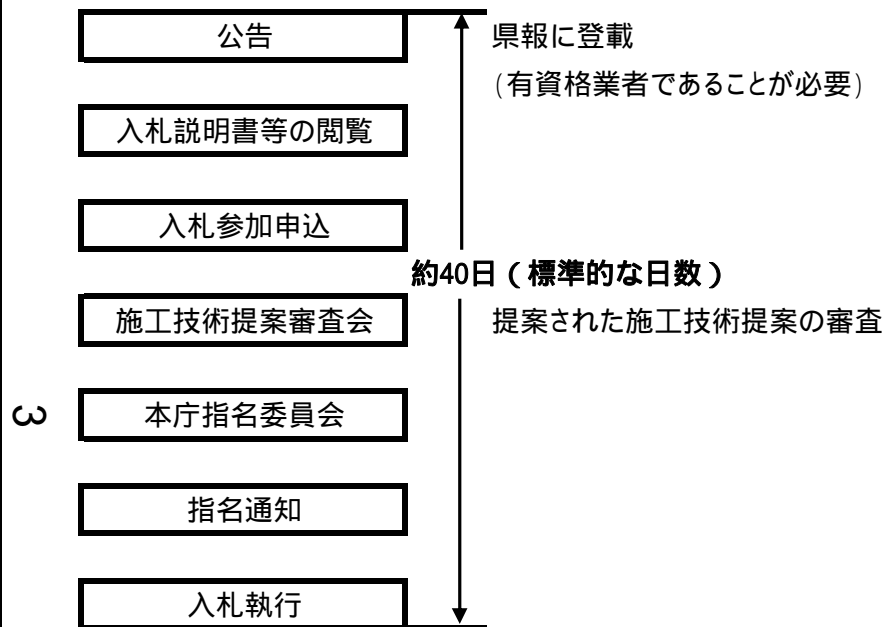 公告
県報に登載
(有資格業者であることが必要)
入札説明書等の閲覧
入札参加申込
約40日(標準的な日数)
施工技術提案審査会
提案された施工技術提案の審査
本庁指名委員会
3
指名通知
入札執行